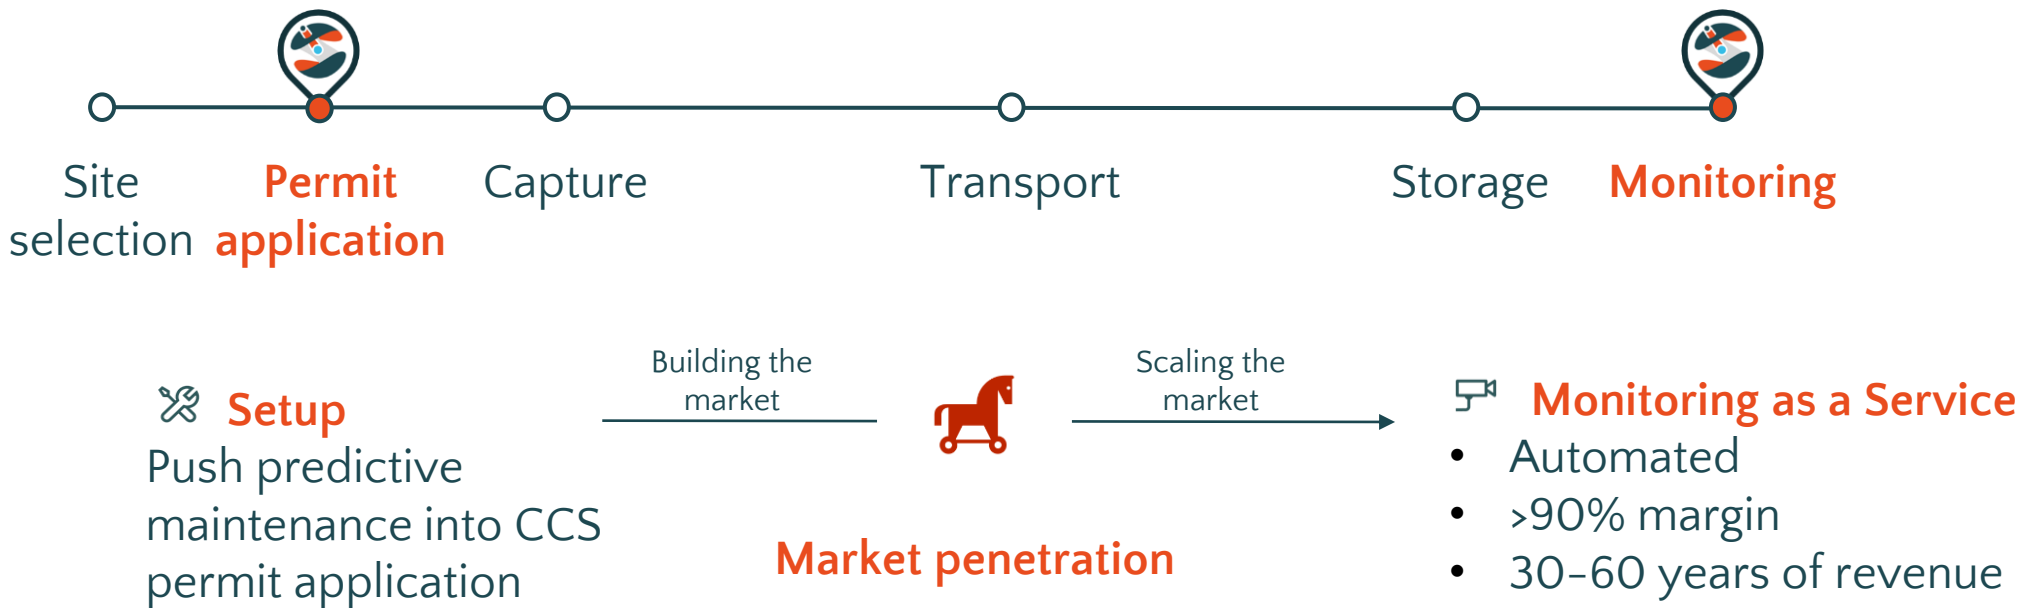 Site selection
Permit application
Capture
Transport
Storage
Monitoring
Setup
Push predictive
maintenance into CCS
permit application
Building the
market
Market penetration
Scaling the
market
Monitoring as a Service
• Automated
• >90% margin
• 30-60 years of revenue